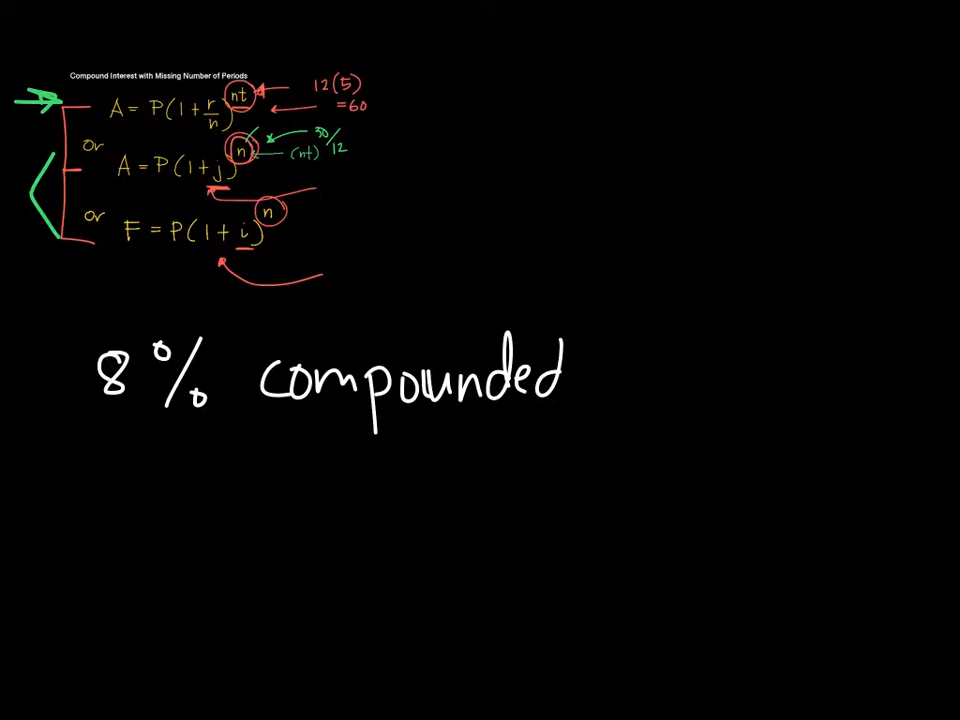 Compound Interest with Missing Number of Periods
A = P(1 + r/n)^nt 12(5)
= 60
or
A = P(1 + j)^n (nt) 30/12
or
F = P(1 + i)^n
8% compounded